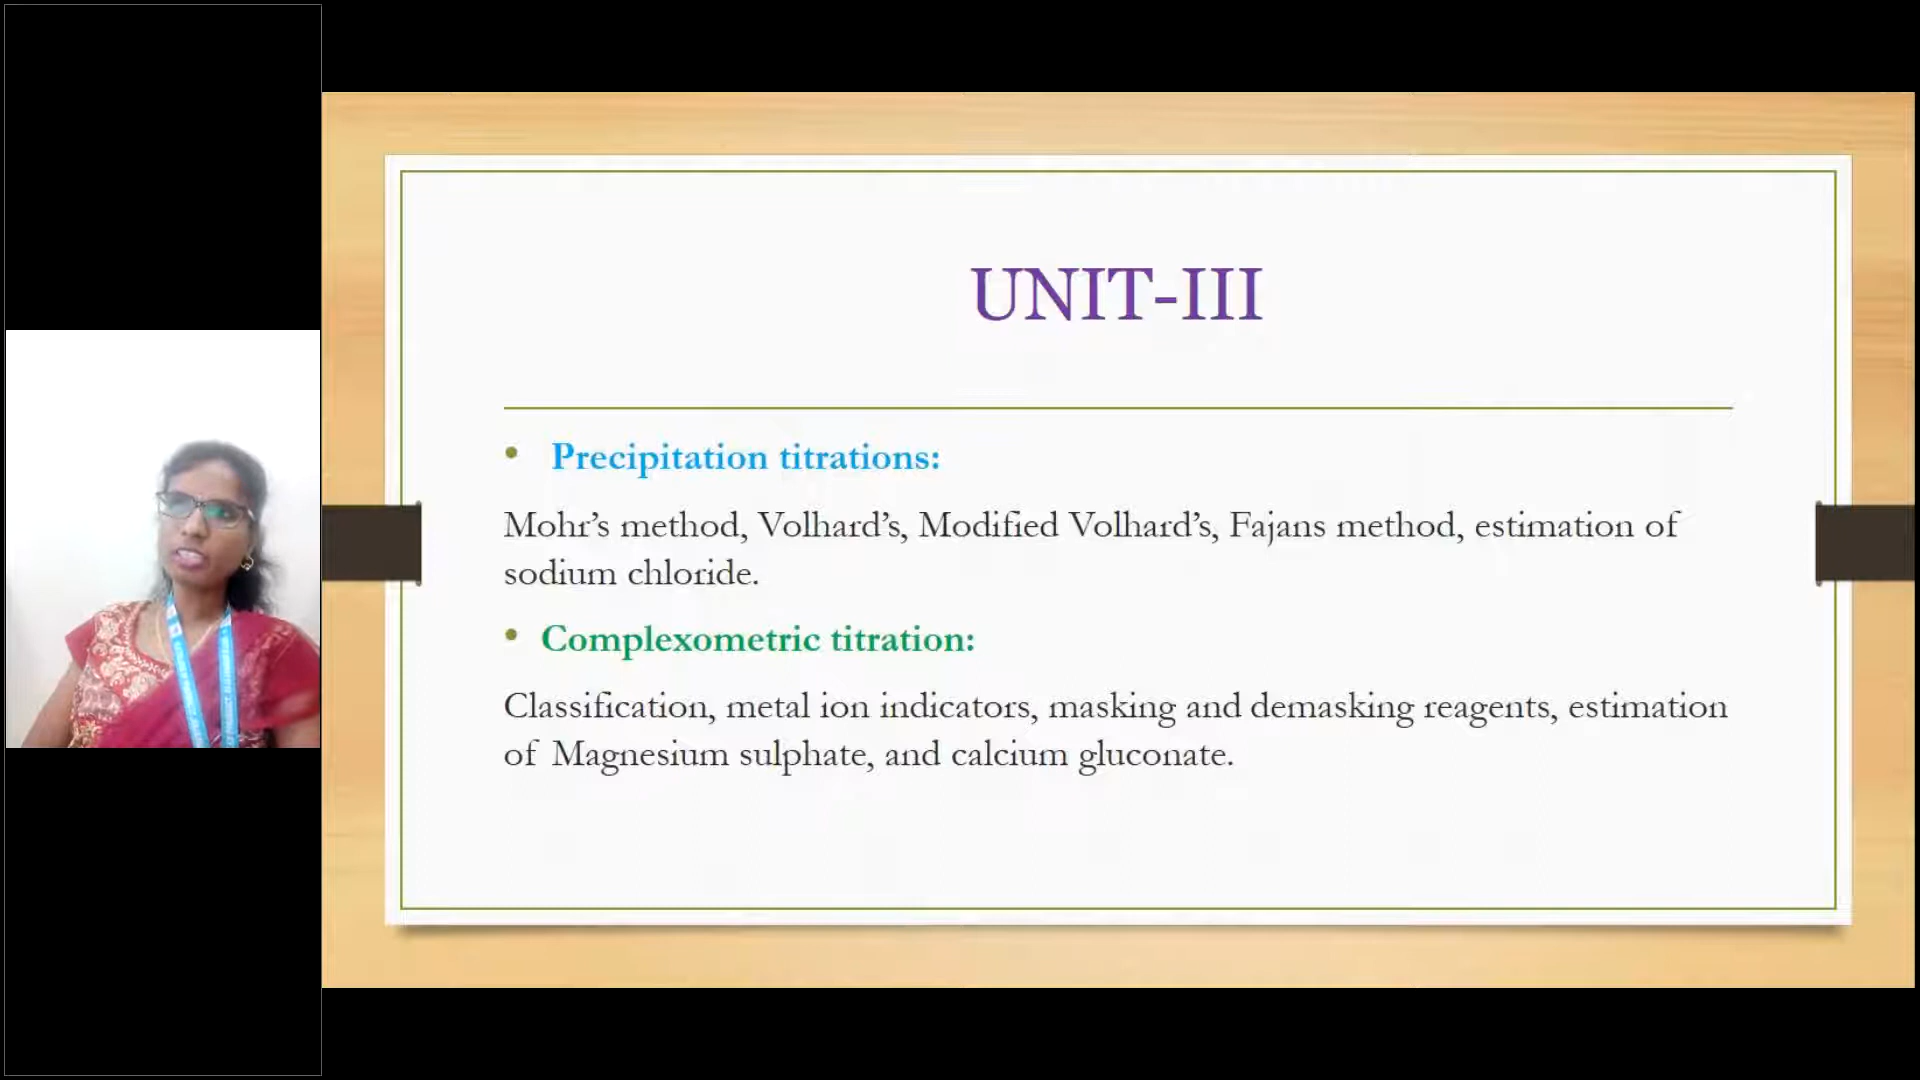 UNIT-III
• Precipitation titrations:
Mohr’s method, Volhard’s, Modified Volhard’s, Fajans method, estimation of
sodium chloride.
• Complexometric titration:
Classification, metal ion indicators, masking and demasking reagents, estimation
of Magnesium sulphate, and calcium gluconate.